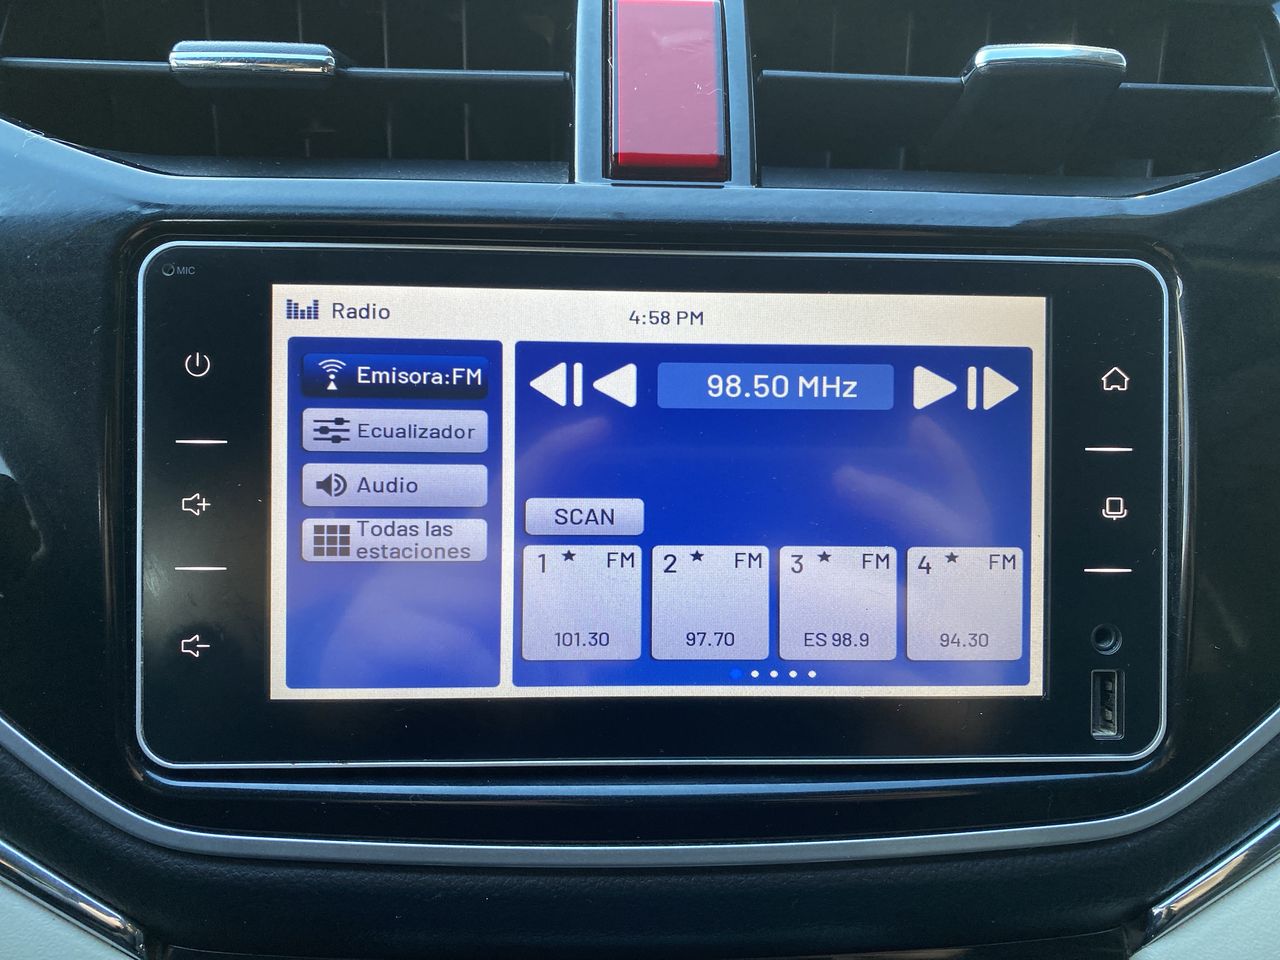 MIC
Radio
4:58 PM
Emisora:FM
98.50 MHz
Ecualizador
Audio
Todas las
estaciones
SCAN
1 FM
101.30
2 FM
97.70
3 FM
ES 98.9
4 FM
94.30